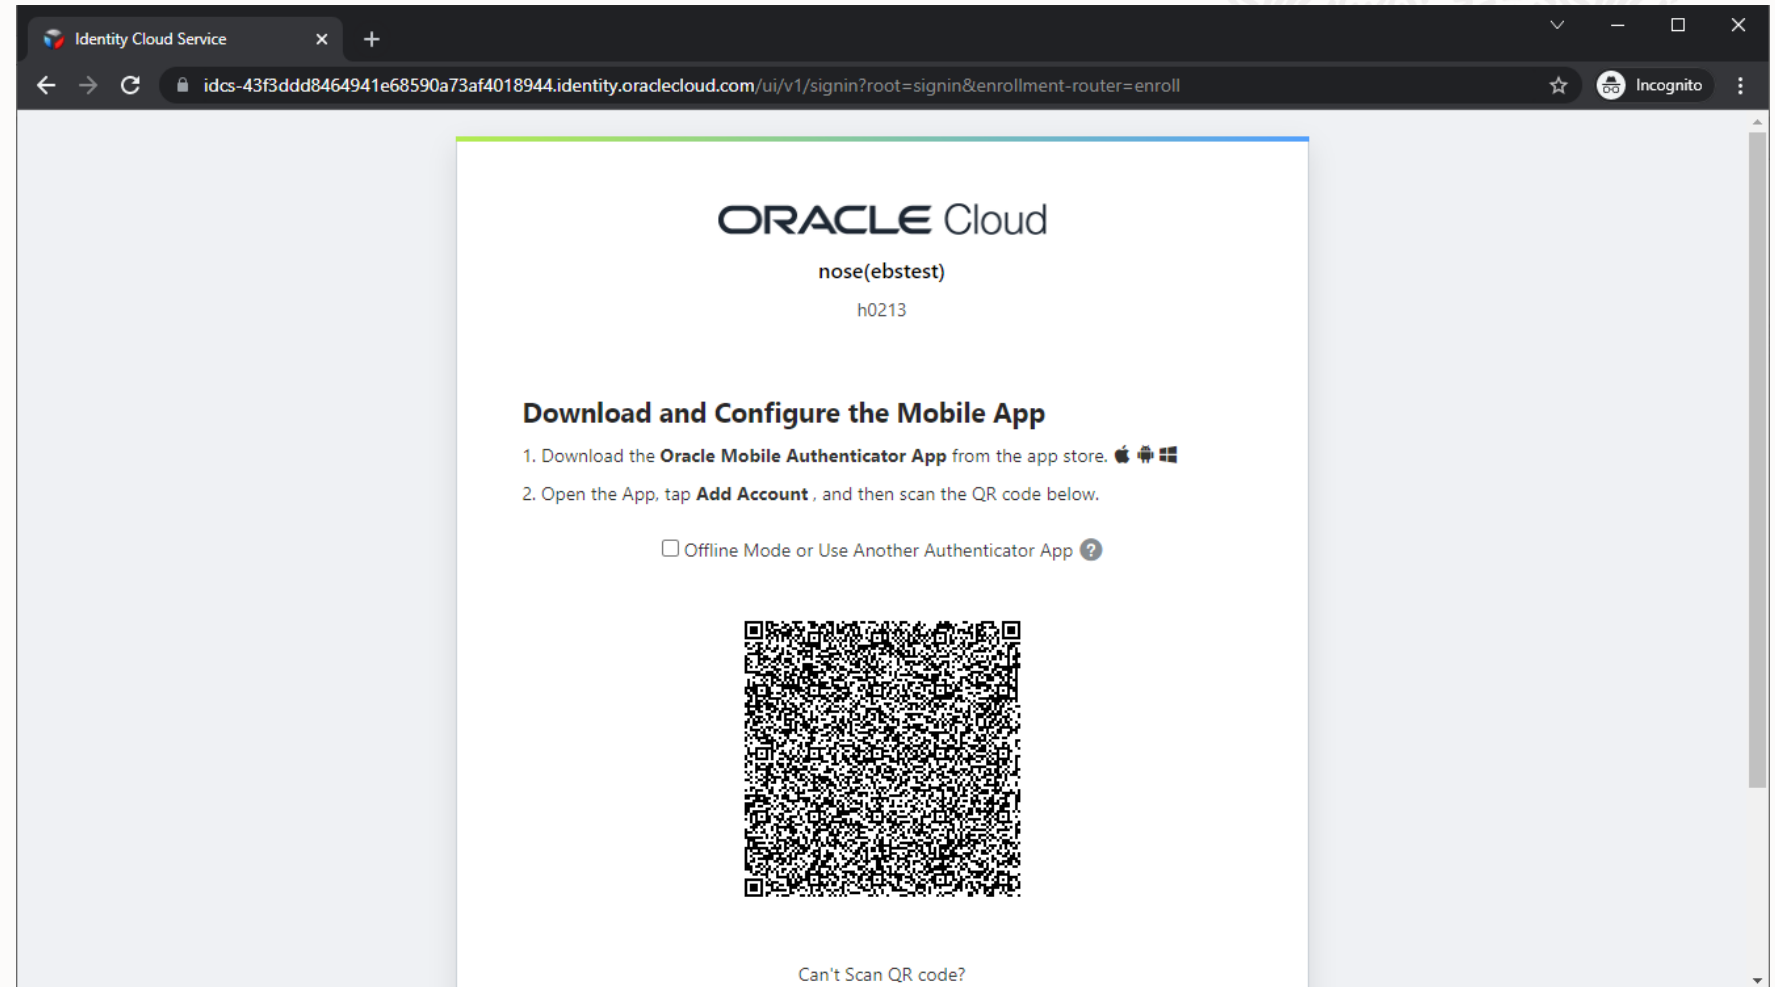 Identity Cloud Service
idcs-43f3ddd8464941e68590a73af4018944.identity.oraclecloud.com/ui/v1/signin?root=signin&enrollment-router=enroll
Incognito
ORACLE Cloud
nose(ebstest)
h0213
Download and Configure the Mobile App
1. Download the Oracle Mobile Authenticator App from the app store.
2. Open the App, tap Add Account , and then scan the QR code below.
Offline Mode or Use Another Authenticator App ?
Can't Scan QR code?